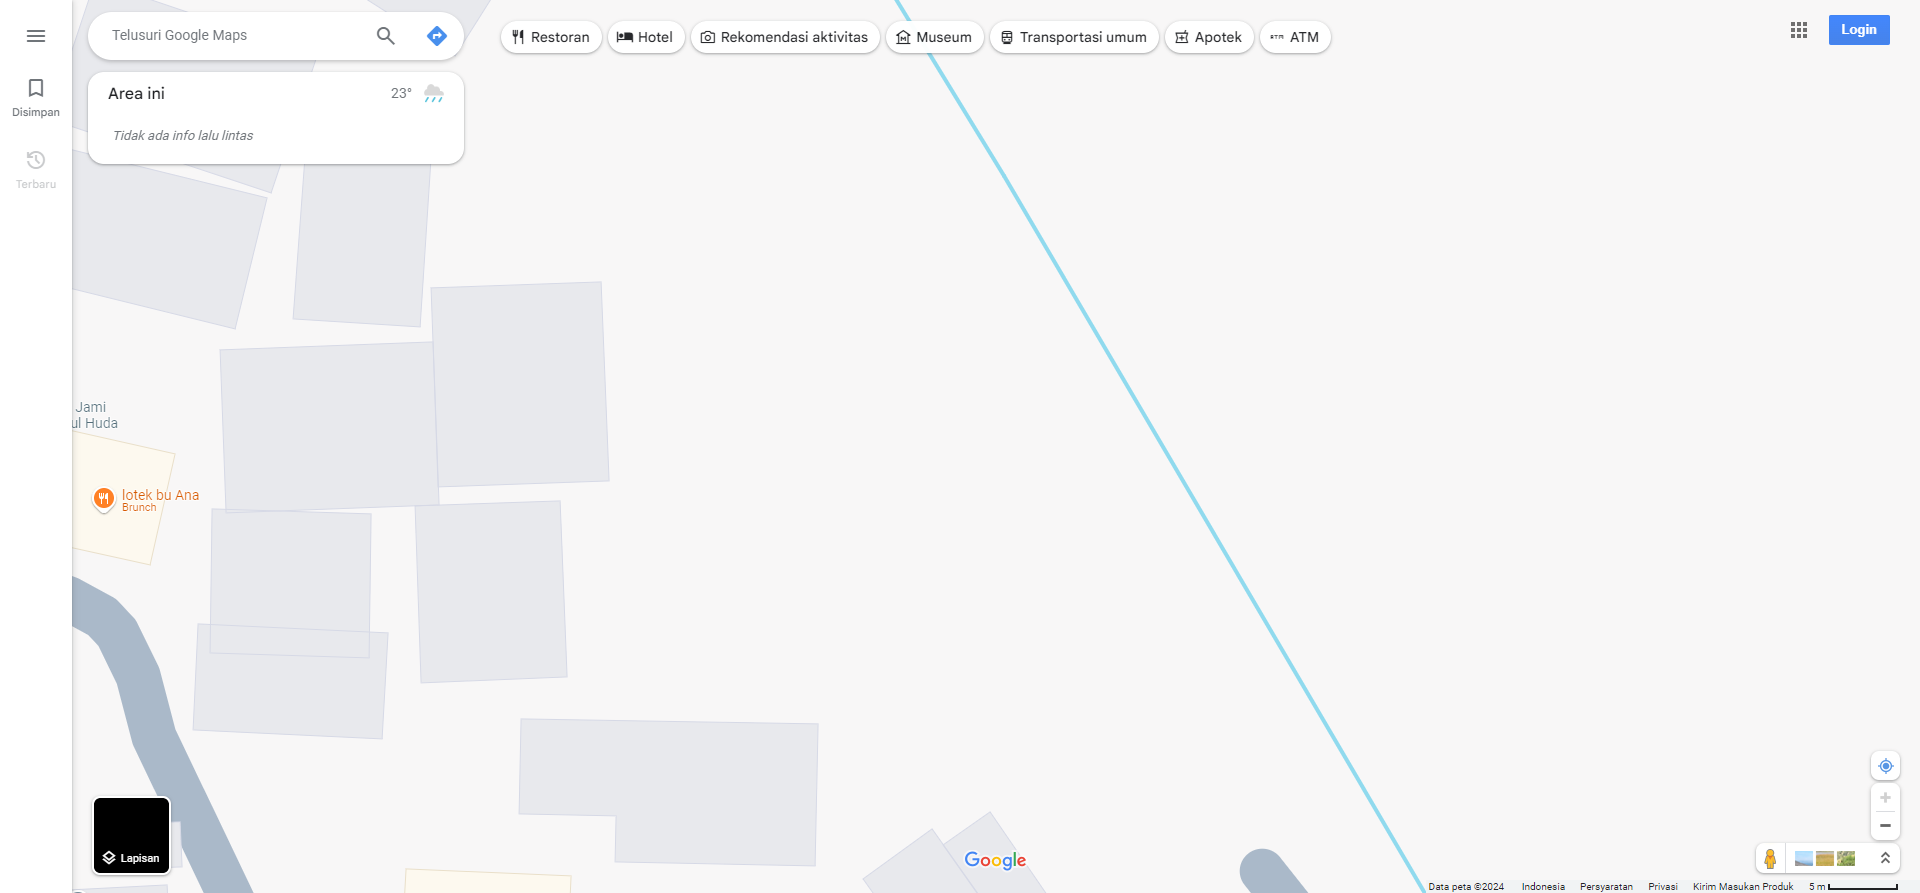 Telusuri Google Maps
Restoran
Hotel
Rekomendasi aktivitas
Museum
Transportasi umum
Apotek
ATM
Login
Disimpan
Terbaru
Area ini
23°
Tidak ada info lalu lintas
Jami
ul Huda
lotek bu Ana
Brunch
Lapisan
Google
Data peta ©2024
Indonesia
Persyaratan
Privasi
Kirim Masukan Produk
5 m